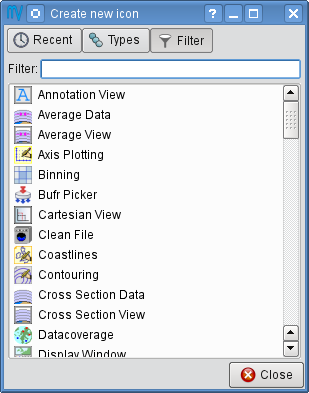 MV Create new icon ?
Recent Types Filter
Filter:
Annotation View
Average Data
Average View
Axis Plotting
Binning
Bufr Picker
Cartesian View
Clean File
Coastlines
Contouring
Cross Section Data
Cross Section View
Datacoverage
Display Window
Close